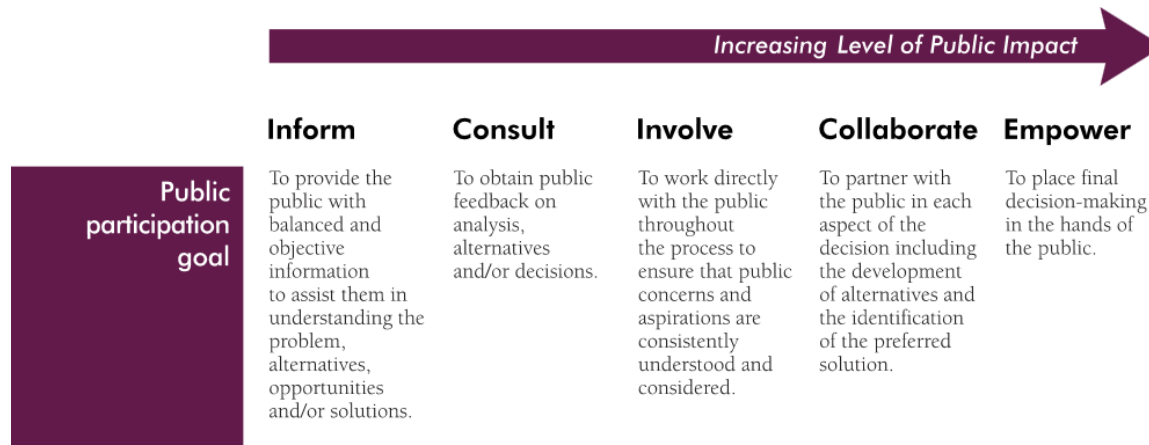 Increasing Level of Public Impact
Inform
Consult
Involve
Collaborate
Empower
Public
participation
goal
To provide the
public with
balanced and
objective
information
to assist them in
understanding the
problem,
alternatives,
opportunities
and/or solutions.
To obtain public
feedback on
analysis,
alternatives
and/or decisions.
To work directly
with the public
throughout
the process to
ensure that public
concerns and
aspirations are
consistently
understood and
considered.
To partner with
the public in each
aspect of the
decision including
the development
of alternatives and
the identification
of the preferred
solution.
To place final
decision-making
in the hands of
the public.